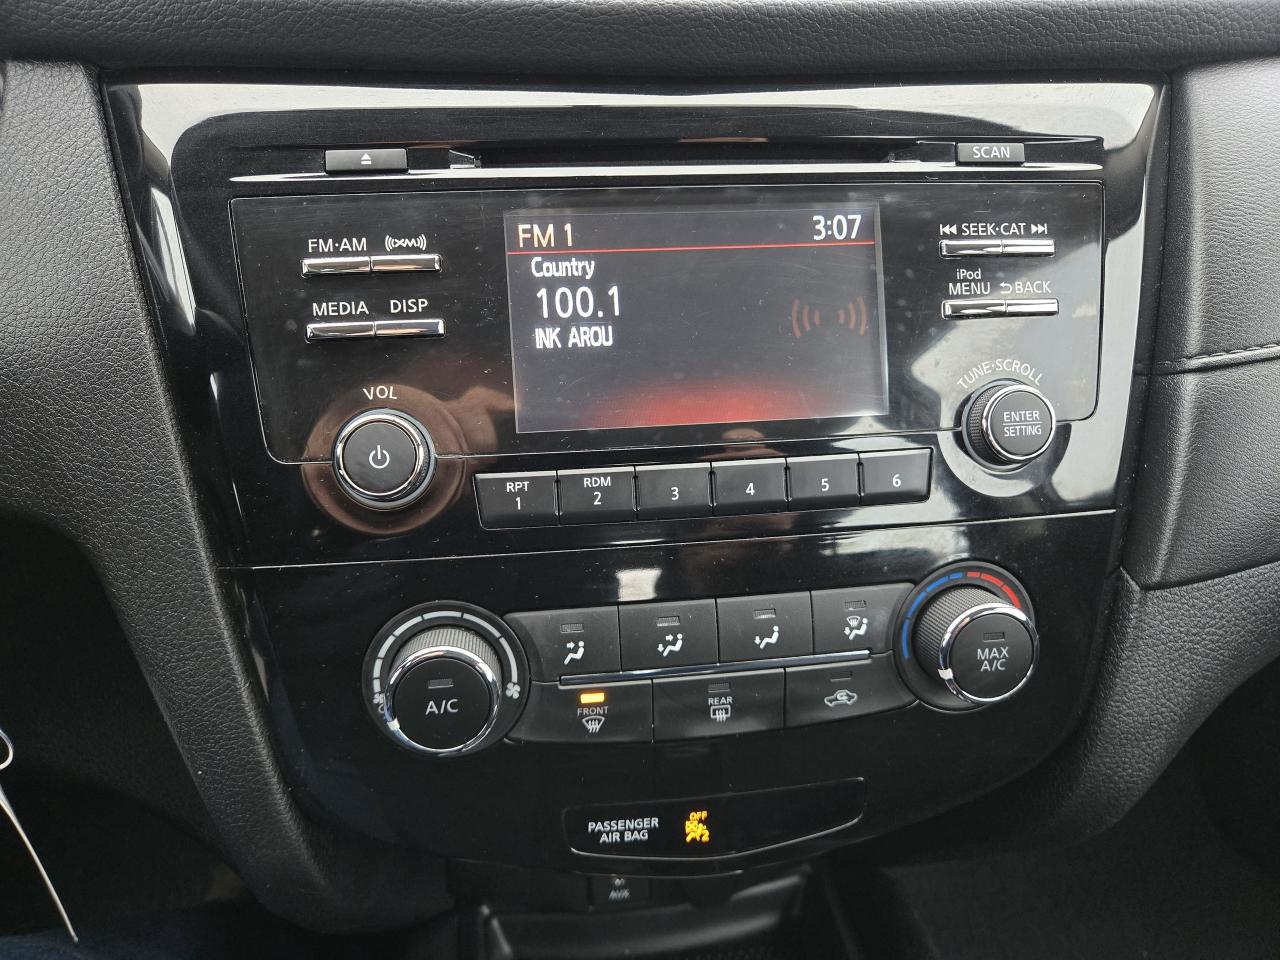 SCAN
FM 1 3:07
Country
100.1
INK AROU
FM·AM ((XM))
MEDIA DISP
VOL
SEEK·CAT
iPod
MENU BACK
TUNE·SCROLL
ENTER
SETTING
RPT
1
RDM
2
3
4
5
6
A/C
MAX
A/C
FRONT
REAR
PASSENGER
AIR BAG
OFF
2
AUX